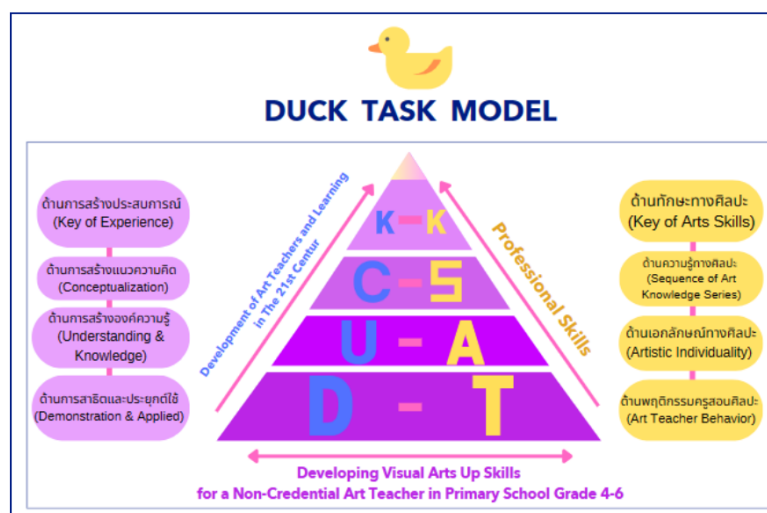 DUCK TASK MODEL
ด้านการสร้างประสบการณ์
(Key of Experience)
ด้านการสร้างแนวความคิด
(Conceptualization)
ด้านการสร้างองค์ความรู้
(Understanding &
Knowledge)
ด้านการสาธิตและประยุกต์ใช้
(Demonstration & Applied)
Development of Art Teachers and Learning
in The 21st Centur
K - K
C - S
U - A
D - T
Professional Skills
ด้านทักษะทางศิลปะ
(Key of Arts Skills)
ด้านความรู้ทางศิลปะ
(Sequence of Art
Knowledge Series)
ด้านเอกลักษณ์ทางศิลปะ
(Artistic Individuality)
ด้านพฤติกรรมครูสอนศิลปะ
(Art Teacher Behavior)
Developing Visual Arts Up Skills
for a Non-Credential Art Teacher in Primary School Grade 4-6